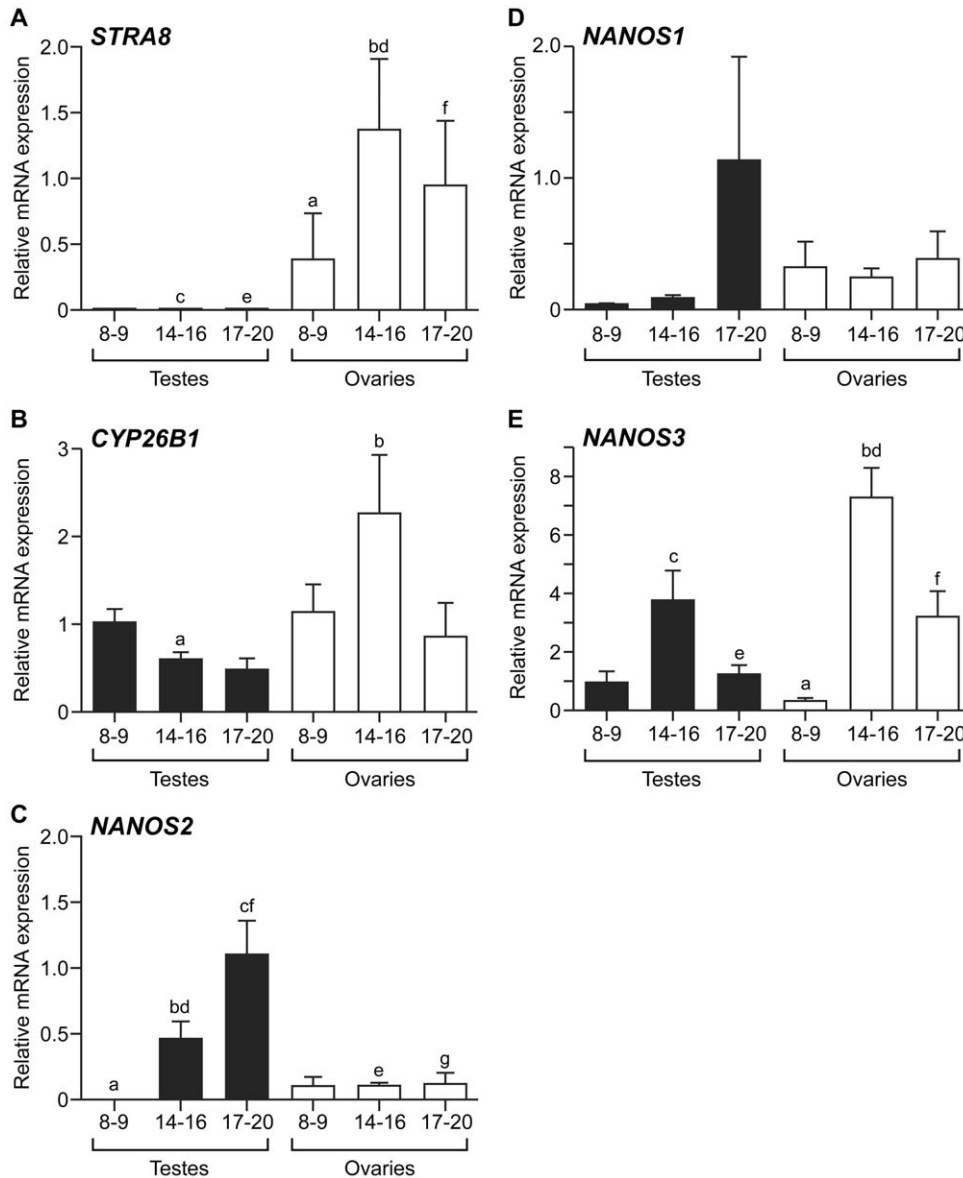 A
STRA8
Relative mRNA expression
2.0
1.5
1.0
0.5
0
c
e
a
bd
f
8-9 14-16 17-20 8-9 14-16 17-20
Testes Ovaries
B
CYP26B1
Relative mRNA expression
3
2
1
0
a
b
8-9 14-16 17-20 8-9 14-16 17-20
Testes Ovaries
C
NANOS2
Relative mRNA expression
2.0
1.5
1.0
0.5
0
a
bd
cf
e
g
8-9 14-16 17-20 8-9 14-16 17-20
Testes Ovaries
D
NANOS1
Relative mRNA expression
2.0
1.0
0
8-9 14-16 17-20 8-9 14-16 17-20
Testes Ovaries
E
NANOS3
Relative mRNA expression
8
6
4
2
0
c
e
a
bd
f
8-9 14-16 17-20 8-9 14-16 17-20
Testes Ovaries